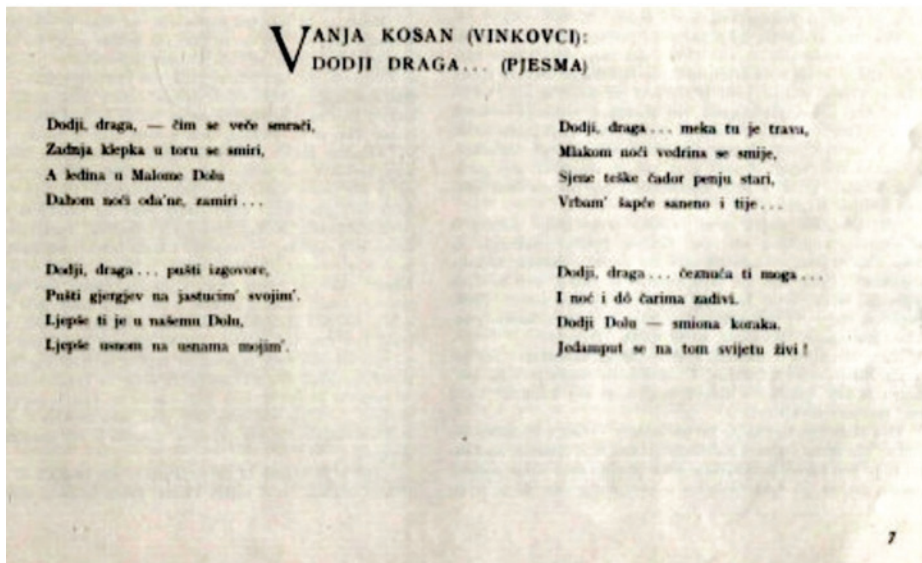 VANJA KOSAN (VINKOVCI):
DODJI DRAGA... (PJESMA)
Dodji, draga, — čim se veče smrači,
Zadnja klepka u toru se smiri,
A ledina u Malome Dolu
Dahom noći oda'ne, zamiri...
Dodji, draga... pušti izgovore,
Pušti gjergjev na jastucim' svojim'.
Ljepše ti je u našemu Dolu,
Ljepše usnom na usnama mojim'.
Dodji, draga... meka tu je trava,
Mlakom noći vedrina se smije,
Sjene teške čador penju stari,
Vrbam' šapće saneno i tije...
Dodji, draga... čeznuća ti moga...
I noć i dô čarima zadivi.
Dodji Dolu — smiona koraka.
Jedamput se na tom svijetu živi!
7